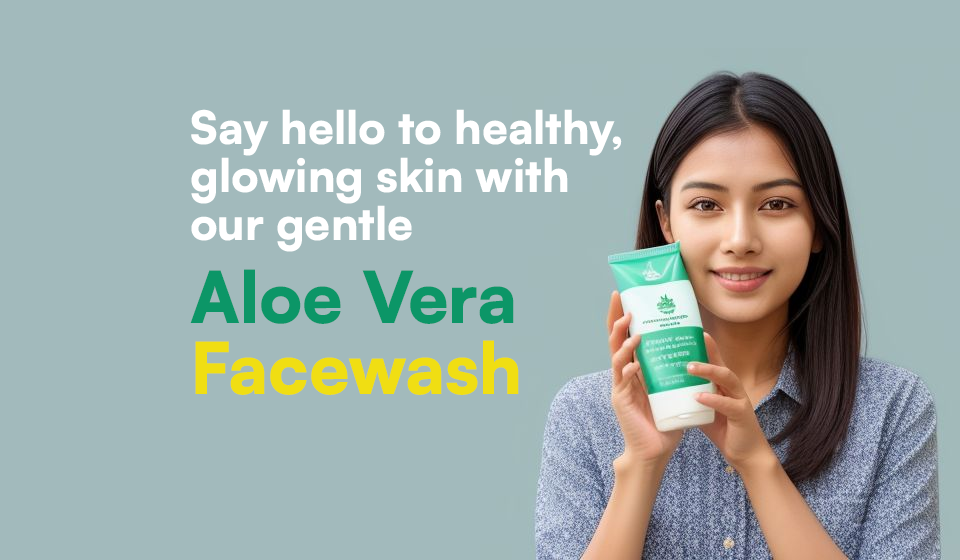 Say hello to healthy,
glowing skin with
our gentle
Aloe Vera
Facewash